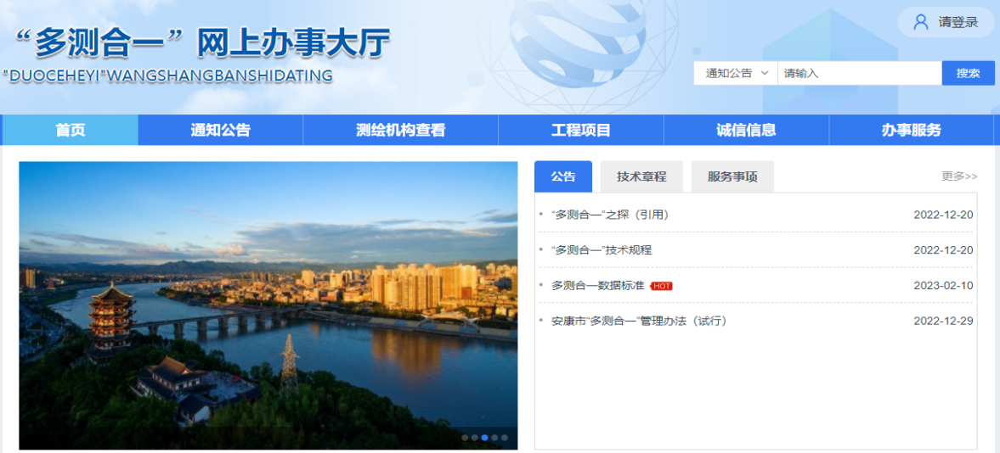 “多测合一”网上办事大厅
"DUOCEHEYI"WANGSHANGBANSHIDATING
请登录
通知公告 请输入 搜索
首页 通知公告 测绘机构查看 工程项目 诚信信息 办事服务
公告 技术章程 服务事项 更多>>
“多测合一”之探（引用） 2022-12-20
“多测合一”技术规程 2022-12-20
多测合一数据标准 HOT 2023-02-10
安康市“多测合一”管理办法（试行） 2022-12-29